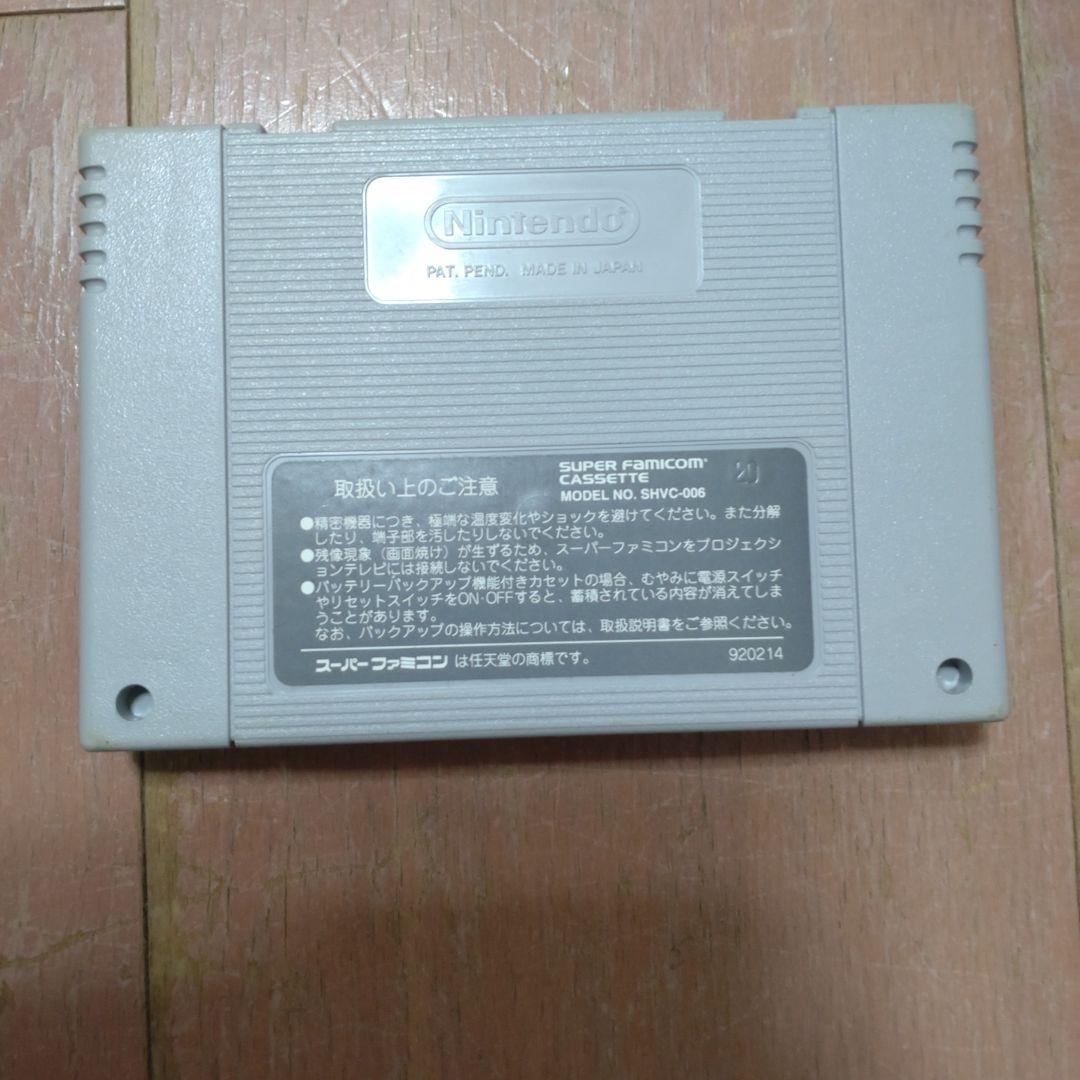 Nintendo®
PAT. PEND. MADE IN JAPAN
取扱い上のご注意
SUPER FAMICOM®
CASSETTE
MODEL NO. SHVC-006
20
●精密機器につき、極端な温度変化やショックを避けてください。また分解
したり、端子部を汚したりしないでください。
●残像現象(画面焼け)が生ずるため、スーパーファミコンをプロジェクシ
ョンテレビには接続しないでください。
●バッテリーバックアップ機能付きカセットの場合、むやみに電源スイッチ
やリセットスイッチをON・OFFすると、蓄積されている内容が消えてしま
うことがあります。
なお、バックアップの操作方法については、取扱説明書をご参照ください。
スーパーファミコンは任天堂の商標です。
920214